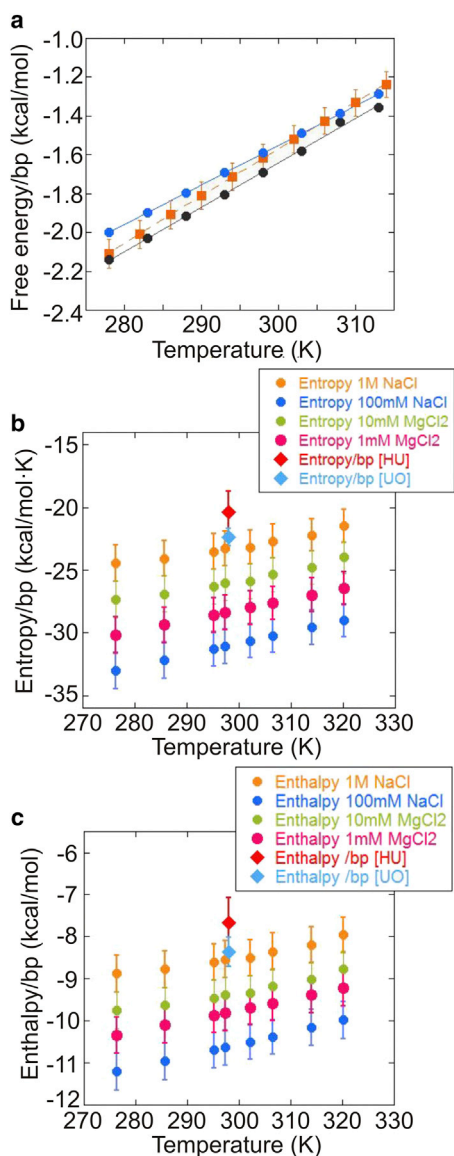 a
Free energy/bp (kcal/mol)
-1.0
-1.2
-1.4
-1.6
-1.8
-2.0
-2.2
-2.4
280 290 300 310
Temperature (K)
b
Entropy 1M NaCl
Entropy 100mM NaCl
Entropy 10mM MgCl2
Entropy 1mM MgCl2
Entropy/bp [HU]
Entropy/bp [UO]
Entropy/bp (kcal/mol·K)
-14
-20
-25
-30
-35
270 280 290 300 310 320 330
Temperature (K)
c
Enthalpy 1M NaCl
Enthalpy 100mM NaCl
Enthalpy 10mM MgCl2
Enthalpy 1mM MgCl2
Enthalpy /bp [HU]
Enthalpy /bp [UO]
Enthalpy/bp (kcal/mol)
-6
-7
-8
-9
-10
-11
-12
270 280 290 300 310 320 330
Temperature (K)